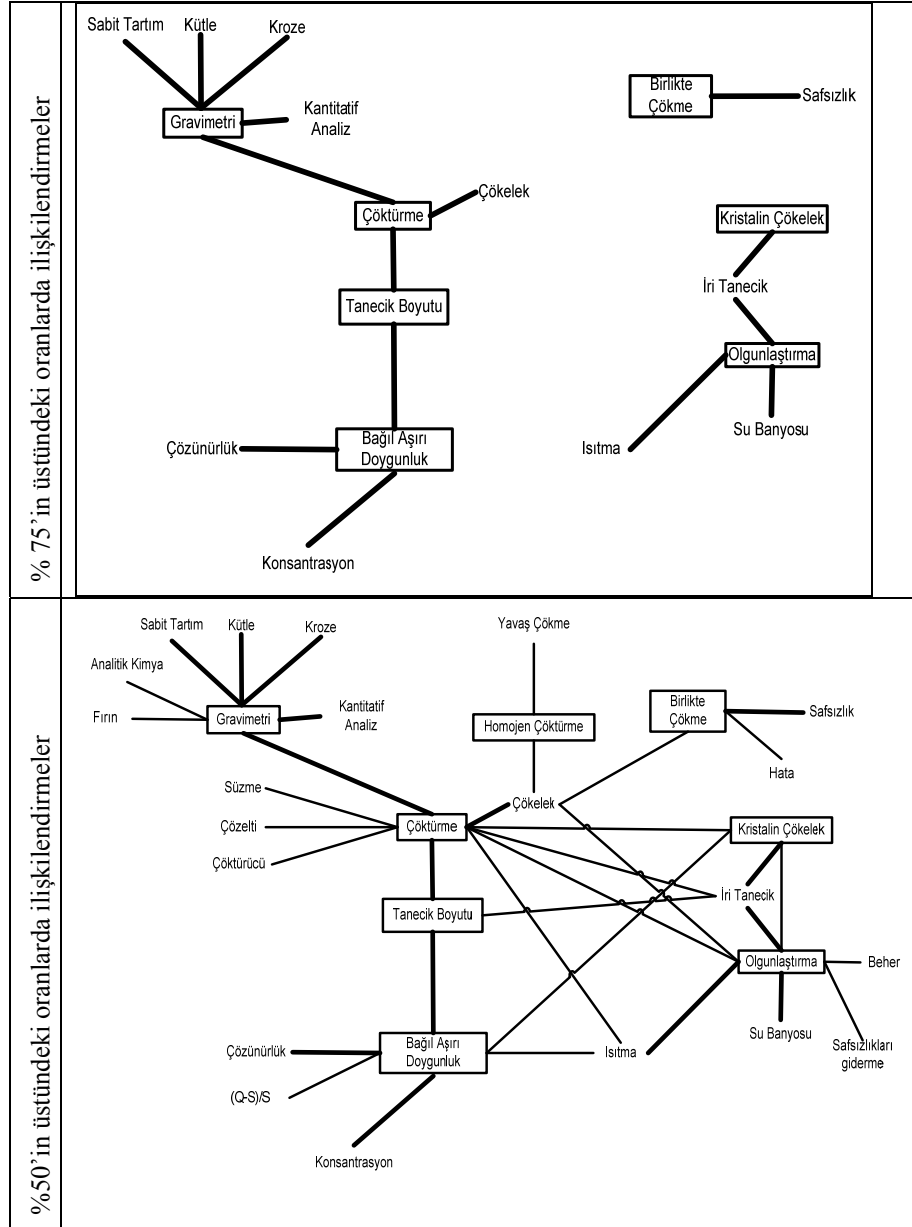 % 75’in üstündeki oranlarda ilişkilendirmeler
Sabit Tartım
Kütle
Kroze
Gravimetri
Kantitatif
Analiz
Birlikte
Çökme
Safsızlık
Çöktürme
Çökelek
Kristalin Çökelek
Tanecik Boyutu
İri Tanecik
Olgunlaştırma
Çözünürlük
Bağıl Aşırı
Doygunluk
Isıtma
Su Banyosu
Konsantrasyon
%50’in üstündeki oranlarda ilişkilendirmeler
Sabit Tartım
Kütle
Kroze
Yavaş Çökme
Analitik Kimya
Fırın
Gravimetri
Kantitatif
Analiz
Homojen Çöktürme
Birlikte
Çökme
Safsızlık
Hata
Süzme
Çözelti
Çöktürücü
Çöktürme
Çökelek
Kristalin Çökelek
Tanecik Boyutu
İri Tanecik
Olgunlaştırma
Beher
Çözünürlük
(Q-S)/S
Bağıl Aşırı
Doygunluk
Isıtma
Su Banyosu
Safsızlıkları
giderme
Konsantrasyon